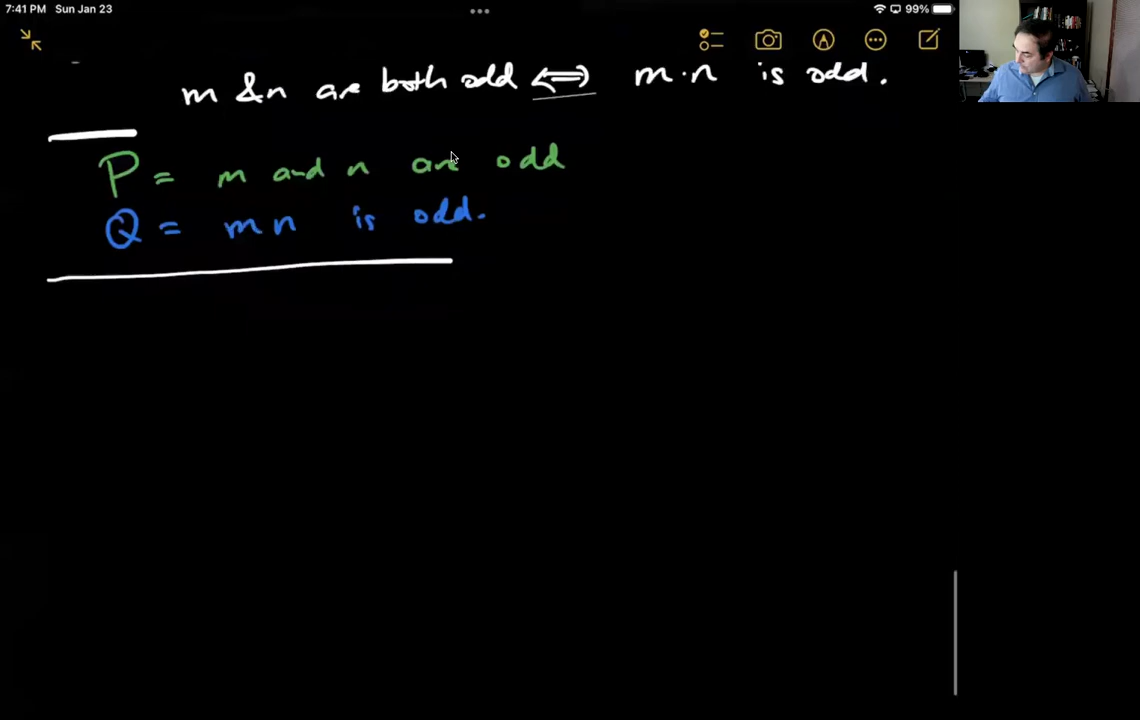 7:41 PM Sun Jan 23
99%
m & n are both odd ⟺ m·n is odd.
P = m and n are odd
Q = mn is odd.